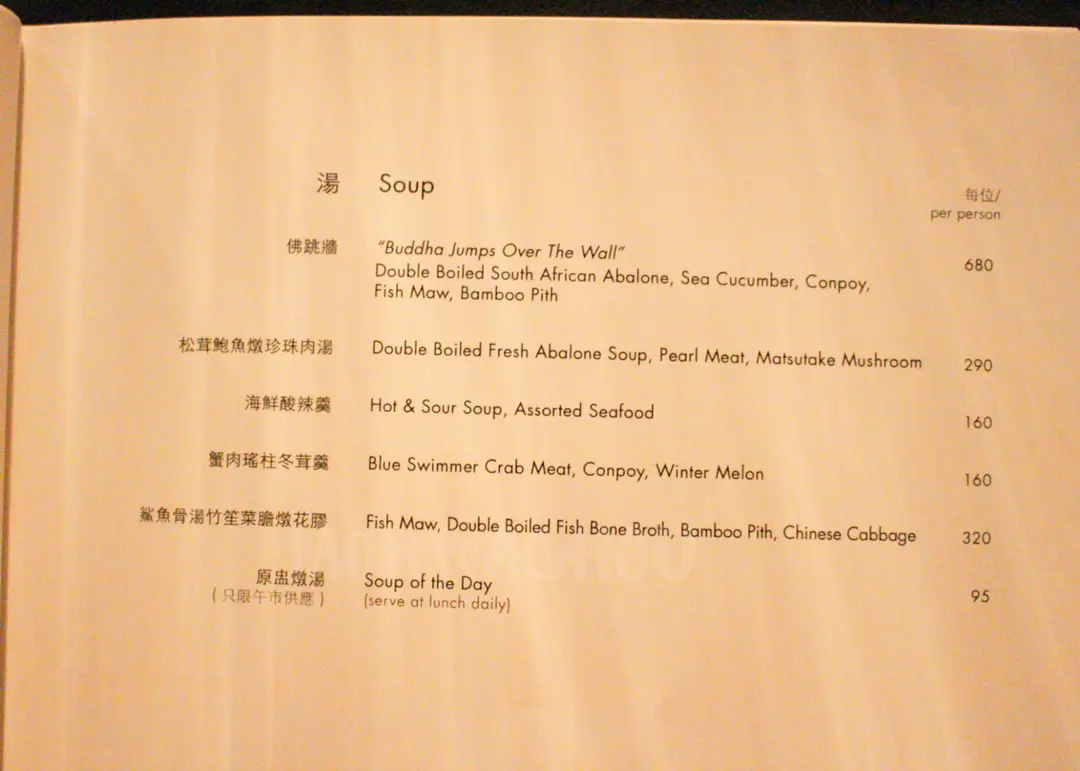 湯 Soup
每位/
per person
佛跳牆 "Buddha Jumps Over The Wall" 680
Double Boiled South African Abalone, Sea Cucumber, Conpoy,
Fish Maw, Bamboo Pith
松茸鮑魚燉珍珠肉湯 Double Boiled Fresh Abalone Soup, Pearl Meat, Matsutake Mushroom 290
海鮮酸辣羹 Hot & Sour Soup, Assorted Seafood 160
蟹肉瑤柱冬茸羹 Blue Swimmer Crab Meat, Conpoy, Winter Melon 160
鯊魚骨湯竹笙菜膽燉花膠 Fish Maw, Double Boiled Fish Bone Broth, Bamboo Pith, Chinese Cabbage 320
原盅燉湯 Soup of the Day 95
( 只限午市供應 ) (serve at lunch daily)